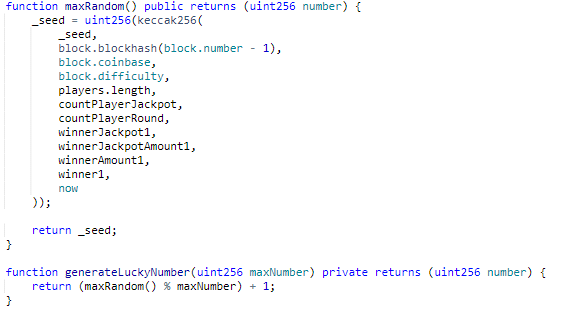 function maxRandom() public returns (uint256 number) {
    _seed = uint256(keccak256(
        _seed,
        block.blockhash(block.number - 1),
        block.coinbase,
        block.difficulty,
        players.length,
        countPlayerJackpot,
        countPlayerRound,
        winnerJackpot1,
        winnerJackpotAmount1,
        winnerAmount1,
        winner1,
        now
    ));
    return _seed;
}
function generateLuckyNumber(uint256 maxNumber) private returns (uint256 number) {
    return (maxRandom() % maxNumber) + 1;
}